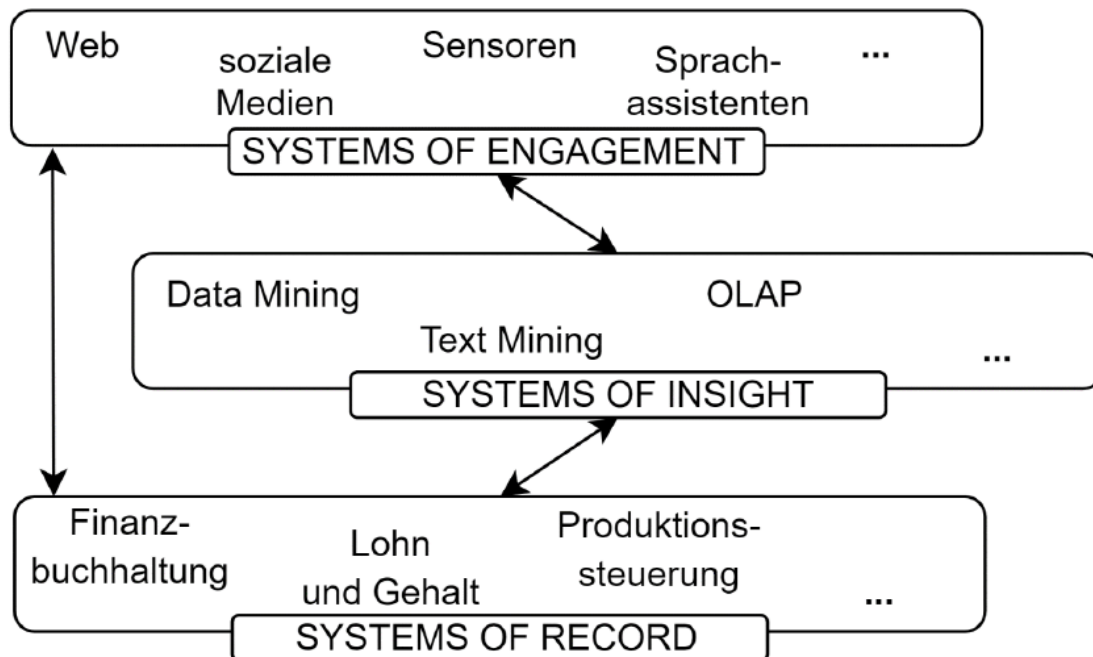 Web
soziale
Medien
Sensoren
Sprach-
assistenten
...
SYSTEMS OF ENGAGEMENT
Data Mining
Text Mining
OLAP
...
SYSTEMS OF INSIGHT
Finanz-
buchhaltung
Lohn
und Gehalt
Produktions-
steuerung
...
SYSTEMS OF RECORD